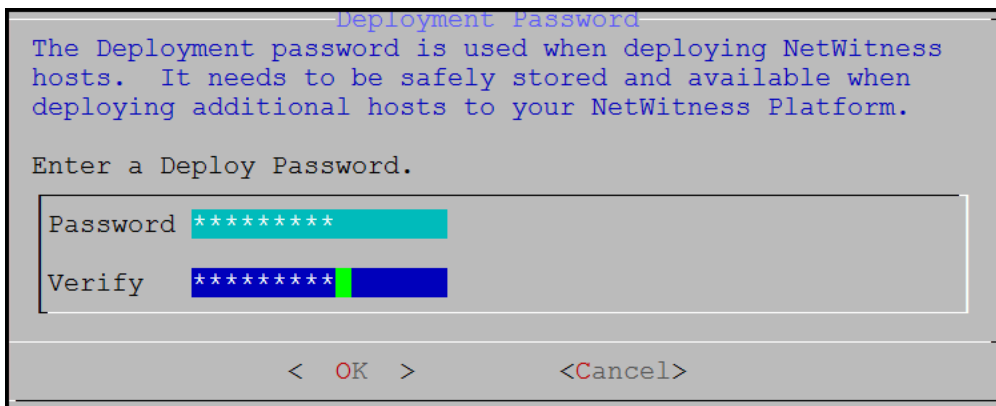 Deployment Password
The Deployment password is used when deploying NetWitness
hosts.  It needs to be safely stored and available when
deploying additional hosts to your NetWitness Platform.
Enter a Deploy Password.
Password *********
Verify *********
< OK > <Cancel>